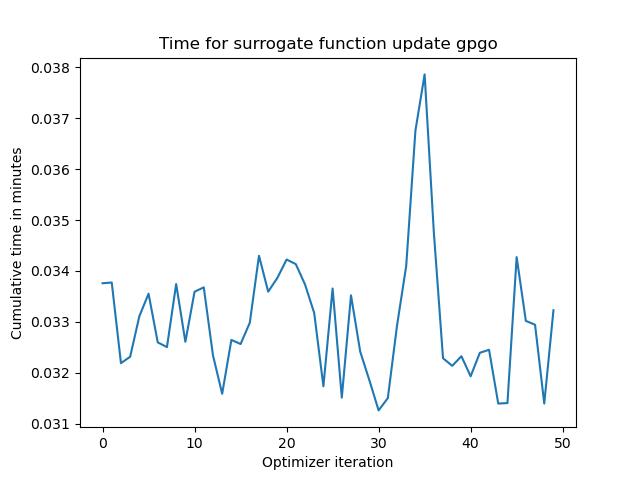 Time for surrogate function update gpgo
Cumulative time in minutes
0.038
0.037
0.036
0.035
0.034
0.033
0.032
0.031
0 10 20 30 40 50
Optimizer iteration